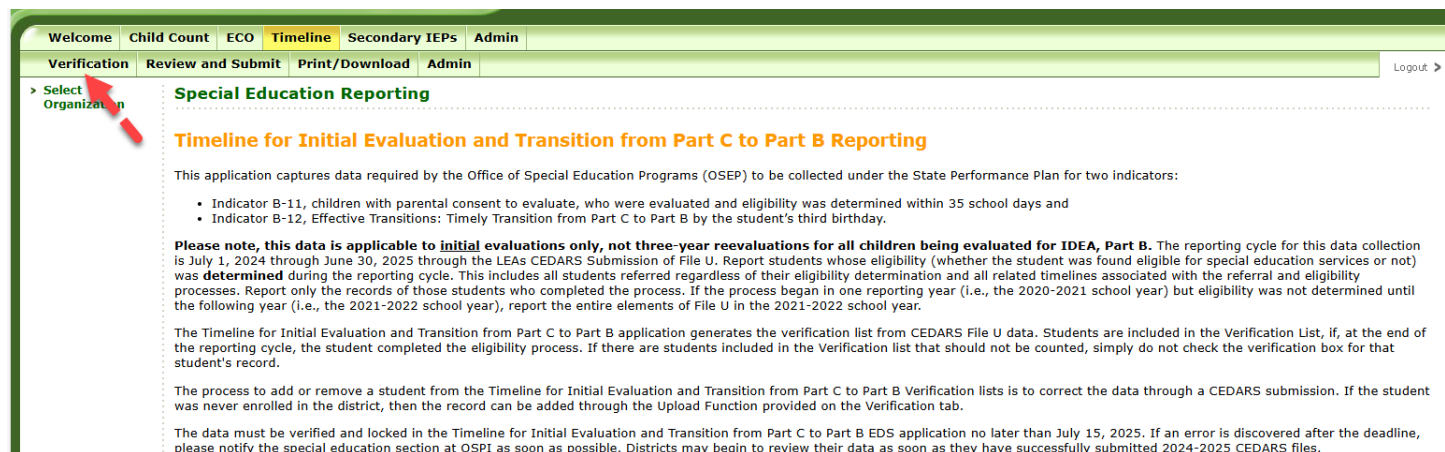 Welcome Child Count ECO Timeline Secondary IEPs Admin
Verification Review and Submit Print/Download Admin
Logout >
> Select Organization
Special Education Reporting
Timeline for Initial Evaluation and Transition from Part C to Part B Reporting
This application captures data required by the Office of Special Education Programs (OSEP) to be collected under the State Performance Plan for two indicators:
• Indicator B-11, children with parental consent to evaluate, who were evaluated and eligibility was determined within 35 school days and
• Indicator B-12, Effective Transitions: Timely Transition from Part C to Part B by the student's third birthday.
Please note, this data is applicable to initial evaluations only, not three-year reevaluations for all children being evaluated for IDEA, Part B. The reporting cycle for this data collection
is July 1, 2024 through June 30, 2025 through the LEAs CEDARS Submission of File U. Report students whose eligibility (whether the student was found eligible for special education services or not)
was determined during the reporting cycle. This includes all students referred regardless of their eligibility determination and all related timelines associated with the referral and eligibility
processes. Report only the records of those students who completed the process. If the process began in one reporting year (i.e., the 2020-2021 school year) but eligibility was not determined until
the following year (i.e., the 2021-2022 school year), report the entire elements of File U in the 2021-2022 school year.
The Timeline for Initial Evaluation and Transition from Part C to Part B application generates the verification list from CEDARS File U data. Students are included in the Verification List, if, at the end of
the reporting cycle, the student completed the eligibility process. If there are students included in the Verification list that should not be counted, simply do not check the verification box for that
student's record.
The process to add or remove a student from the Timeline for Initial Evaluation and Transition from Part C to Part B Verification lists is to correct the data through a CEDARS submission. If the student
was never enrolled in the district, then the record can be added through the Upload Function provided on the Verification tab.
The data must be verified and locked in the Timeline for Initial Evaluation and Transition from Part C to Part B EDS application no later than July 15, 2025. If an error is discovered after the deadline,
please notify the special education section at OSPI as soon as possible. Districts may begin to review their data as soon as they have successfully submitted 2024-2025 CEDARS files.